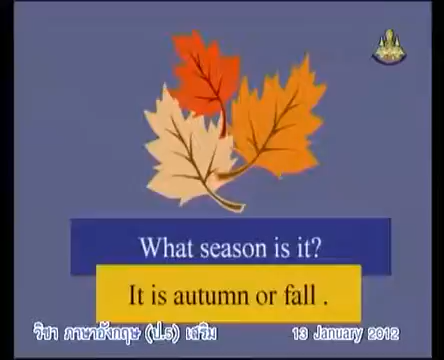 What season is it?
It is autumn or fall .
วิชา ภาษาอังกฤษ (ป.5) เสริม 13 January 2012